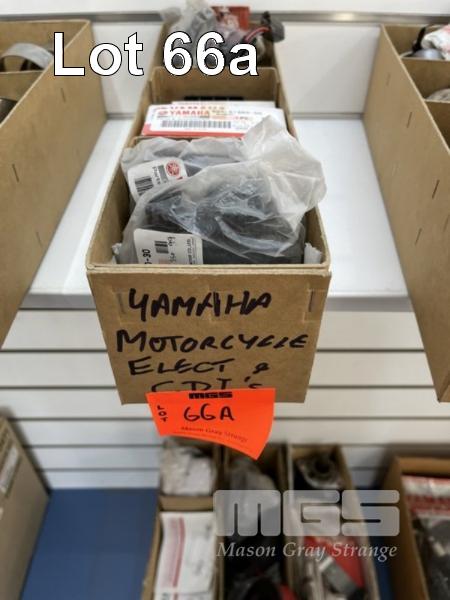 Lot 66a
YAMAHA
YAMAHA
MOTORCYCLE
ELECT &
CDI's
MGS
LOT
66A
Mason Gray Strange
MGS
Mason Gray Strange